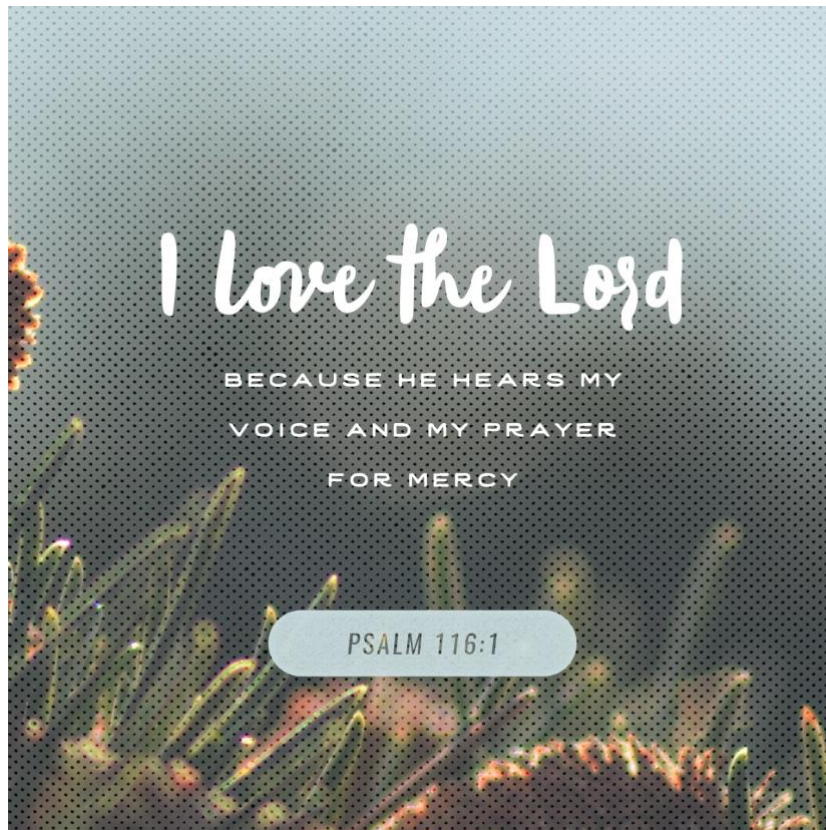 I love the Lord
BECAUSE HE HEARS MY
VOICE AND MY PRAYER
FOR MERCY
PSALM 116:1